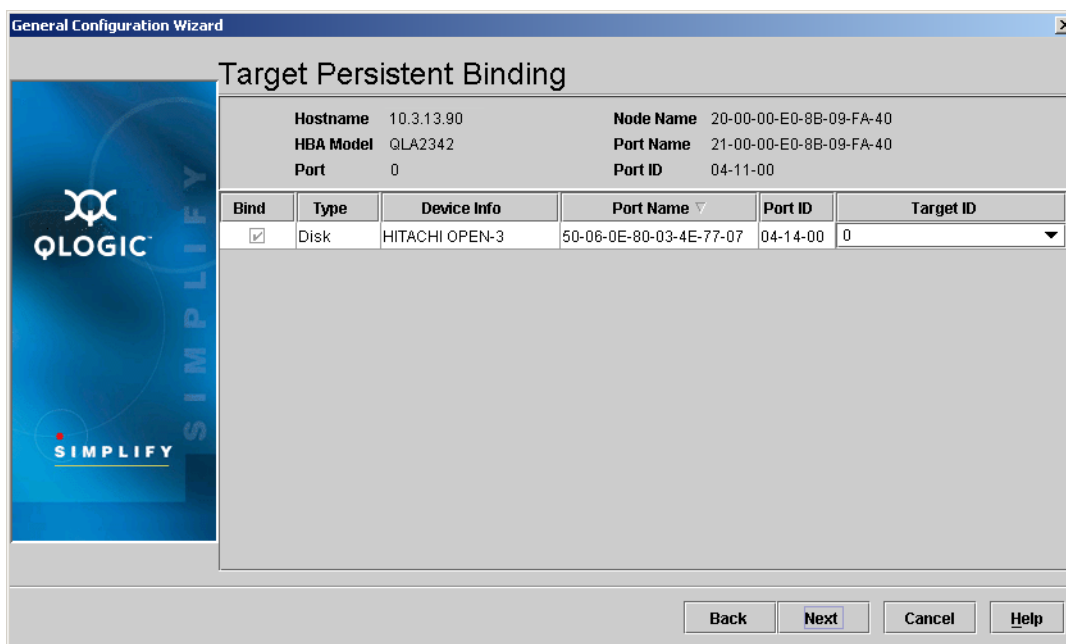 General Configuration Wizard
Target Persistent Binding
Hostname 10.3.13.90 Node Name 20-00-00-E0-8B-09-FA-40
HBA Model QLA2342 Port Name 21-00-00-E0-8B-09-FA-40
Port 0 Port ID 04-11-00
Bind Type Device Info Port Name Port ID Target ID
Disk HITACHI OPEN-3 50-06-0E-80-03-4E-77-07 04-14-00 0
QLOGIC
SIMPLIFY
SIMPLIFY
Back Next Cancel Help